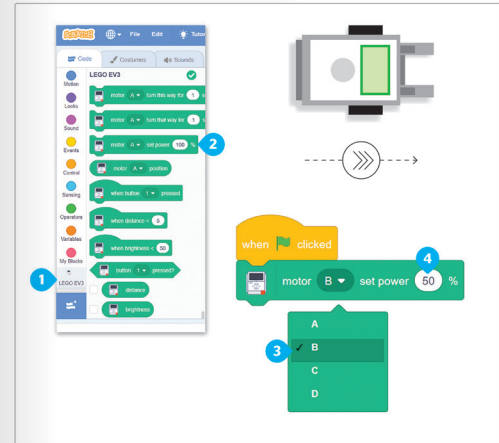 SCRATCH File Edit Tutor
Code Costumes Sounds
Motion
Looks
Sound
Events
Control
Sensing
Operators
Variables
My Blocks
1 LEGO EV3
LEGO EV3
motor A turn this way for 1 s
motor A turn that way for 1 s
motor A set power 100 % 2
motor A position
when button 1 pressed
when distance < 5
when brightness < 50
button 1 pressed?
distance
brightness
when clicked
4
motor B set power 50 %
A
3 ✓ B
C
D